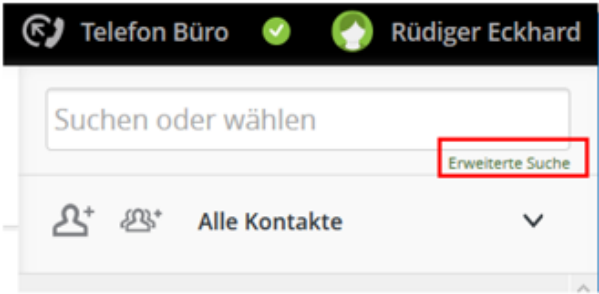 Telefon Büro Rüdiger Eckhard
Suchen oder wählen
Erweiterte Suche
Alle Kontakte